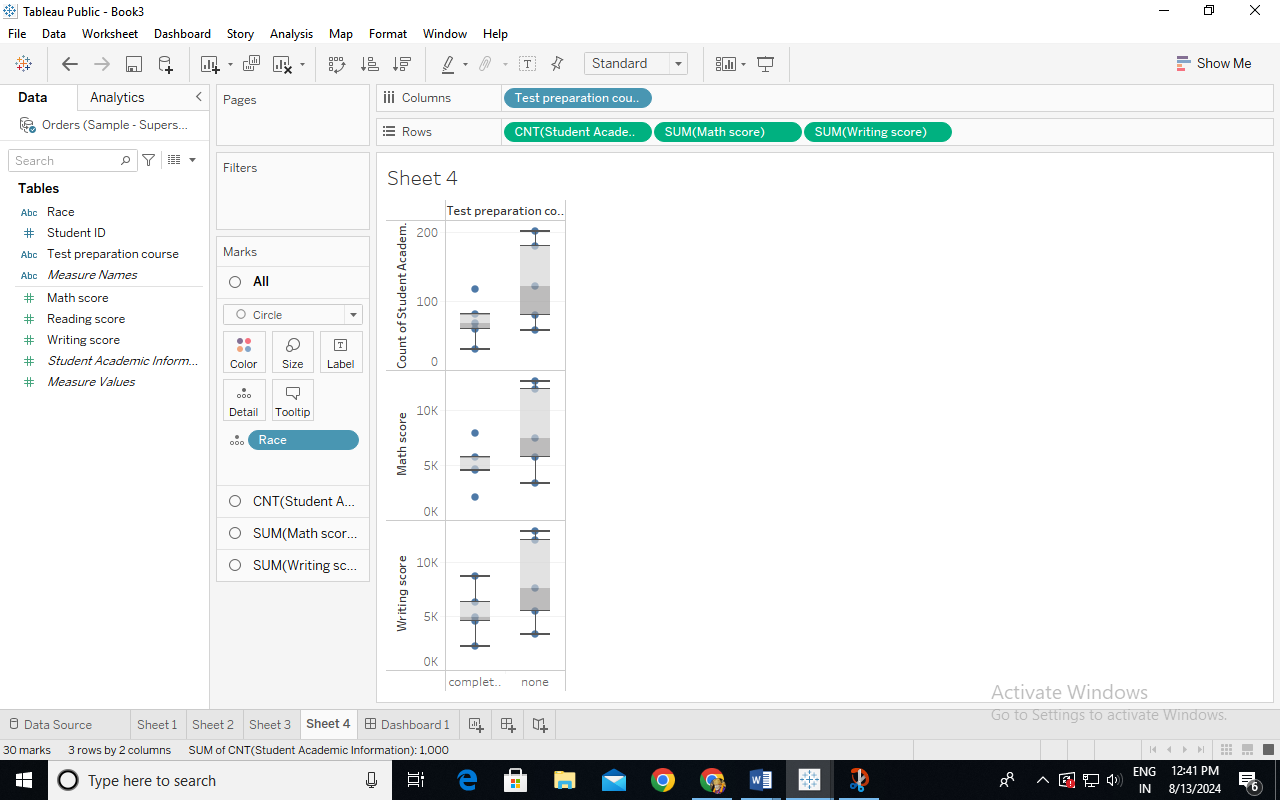 Tableau Public - Book3
File Data Worksheet Dashboard Story Analysis Map Format Window Help
Standard
Show Me
Data Analytics
Orders (Sample - Supers...
Search
Tables
Abc Race
Student ID
Abc Test preparation course
Abc Measure Names
Math score
Reading score
Writing score
Student Academic Inform...
Measure Values
Pages
Filters
Marks
All
Circle
Color Size Label
Detail Tooltip
Race
CNT(Student A...
SUM(Math scor...
SUM(Writing sc...
Columns Test preparation cou..
Rows CNT(Student Acade.. SUM(Math score) SUM(Writing score)
Sheet 4
Test preparation co..
Count of Student Academ.
200
100
0
Math score
10K
5K
0K
Writing score
10K
5K
0K
complet.. none
Activate Windows
Go to Settings to activate Windows.
Data Source Sheet 1 Sheet 2 Sheet 3 Sheet 4 Dashboard 1
30 marks 3 rows by 2 columns SUM of CNT(Student Academic Information): 1,000
Type here to search
ENG
IN
12:41 PM
8/13/2024
6